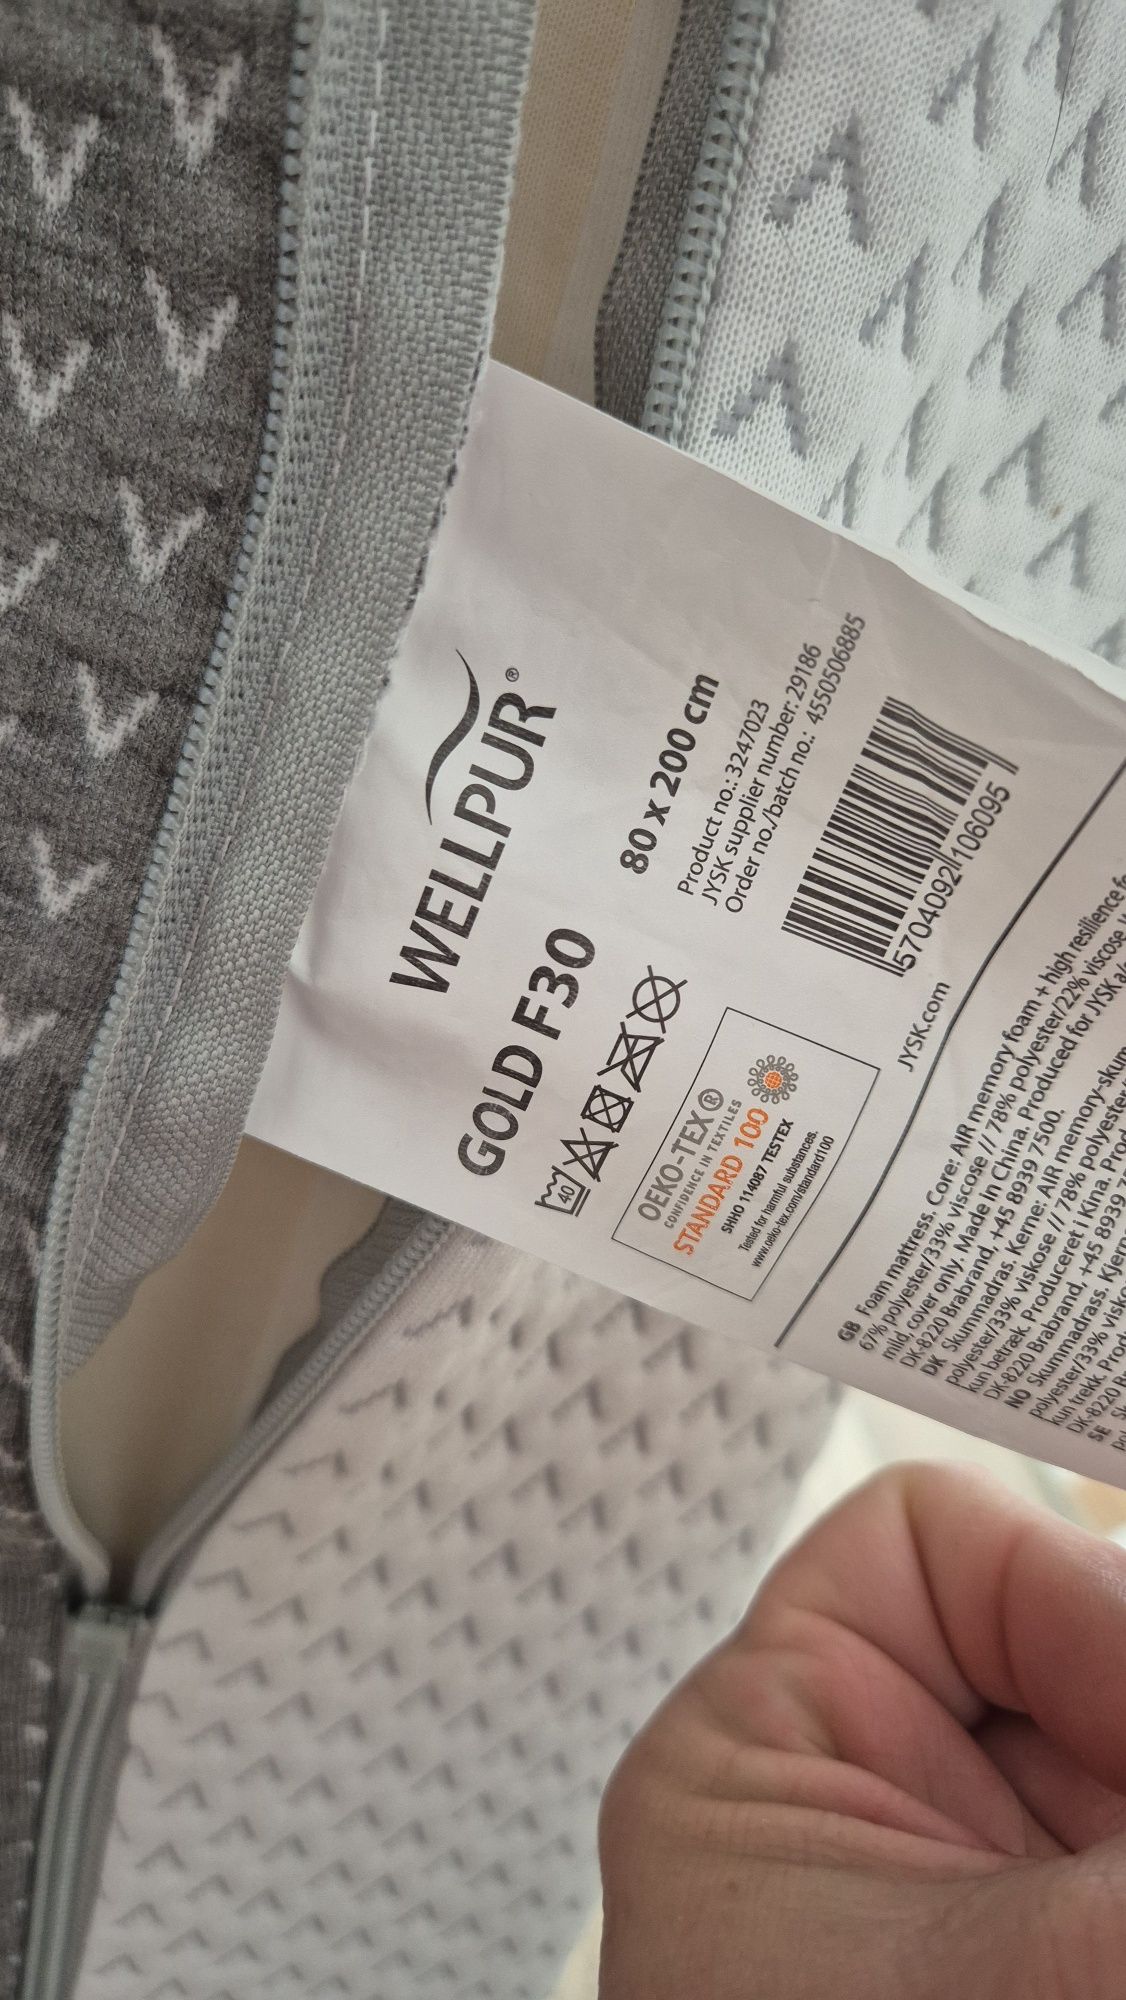 WELLPUR®
GOLD F30
80 x 200 cm
40
Product no.: 3247023
JYSK supplier number: 29186
Order no./batch no.: 4550506885
OEKO-TEX®
CONFIDENCE IN TEXTILES
STANDARD 100
SHHO 114087 TESTEX
Tested for harmful substances.
www.oeko-tex.com/standard100
5704092106095
JYSK.com
GB Foam mattress. Core: AIR memory foam + high resilience
67% polyester/33% viscose // 78% polyester/22% viscose.
mild, cover only. Made in China. Produced for JYSK a/s
DK-8220 Brabrand, +45 8939 7500.
DK Skummadras. Kerne: AIR memory-skum
polyester/33% viskose // 78% polyester
kun betræk. Produceret i Kina.
DK-8220 Brabrand, +45 8939
NO Skummadrass.
polyester/33%
kun trekk.
DK-8220
SE